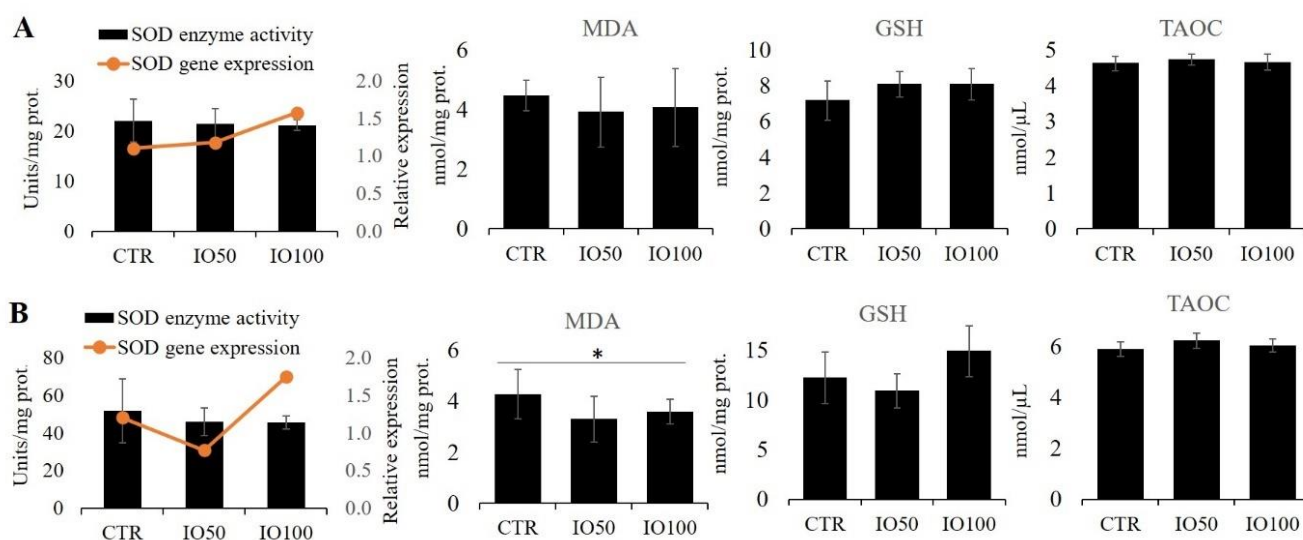 A
SOD enzyme activity
SOD gene expression
Units/mg prot.
30
20
10
0
2.0
1.5
1.0
0.5
0.0
Relative expression
CTR IO50 IO100
MDA
nmol/mg prot.
6
4
2
0
CTR IO50 IO100
GSH
nmol/mg prot.
10
8
6
4
2
0
CTR IO50 IO100
TAOC
nmol/μL
5
4
3
2
1
0
CTR IO50 IO100
B
SOD enzyme activity
SOD gene expression
Units/mg prot.
80
60
40
20
0
2.0
1.5
1.0
0.5
0.0
Relative expression
CTR IO50 IO100
MDA
*
nmol/mg prot.
6
4
2
0
CTR IO50 IO100
GSH
nmol/mg prot.
15
10
5
0
CTR IO50 IO100
TAOC
nmol/μL
6
4
2
0
CTR IO50 IO100